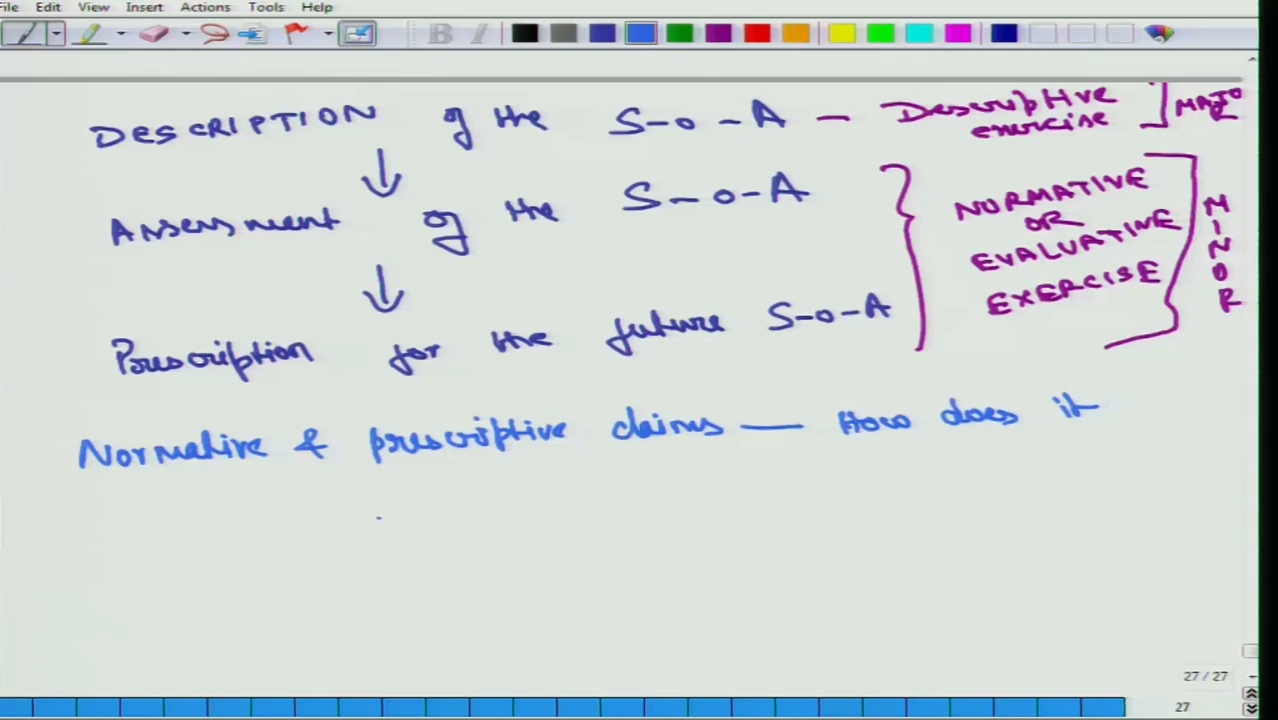 File Edit View Insert Actions Tools Help
B I
DESCRIPTION of the S-o-A — Descriptive exercise ] MAJO
Assessment of the S-o-A
NORMATIVE
OR
EVALUATIVE
EXERCISE
MINOR
Prescription for the future S-o-A
Normative & prescriptive claims — How does it
27 / 27
27